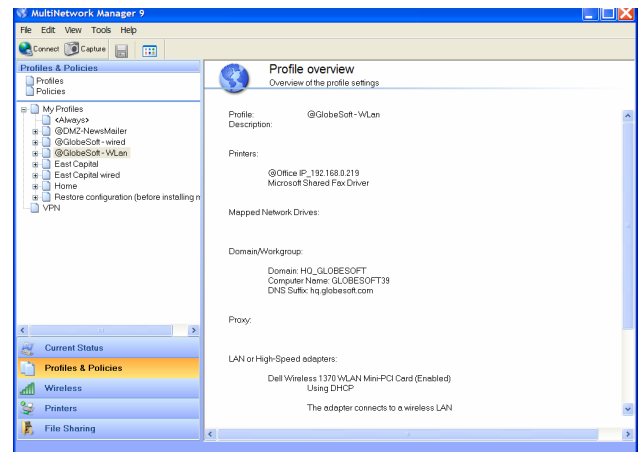 MultiNetwork Manager 9
File Edit View Tools Help
Connect Capture
Profiles & Policies
Profiles
Policies
My Profiles
<Always>
@DMZ-NewsMailer
@GlobeSoft - wired
@GlobeSoft - WLan
East Capital
East Capital wired
Home
Restore configuration (before installing m
VPN
Current Status
Profiles & Policies
Wireless
Printers
File Sharing
Profile overview
Overview of the profile settings
Profile: @GlobeSoft - WLan
Description:
Printers:
@Office IP_192.168.0.219
Microsoft Shared Fax Driver
Mapped Network Drives:
Domain/Workgroup:
Domain: HQ_GLOBESOFT
Computer Name: GLOBESOFT39
DNS Suffix: hq.globesoft.com
Proxy:
LAN or High-Speed adapters:
Dell Wireless 1370 WLAN Mini-PCI Card (Enabled)
Using DHCP
The adapter connects to a wireless LAN